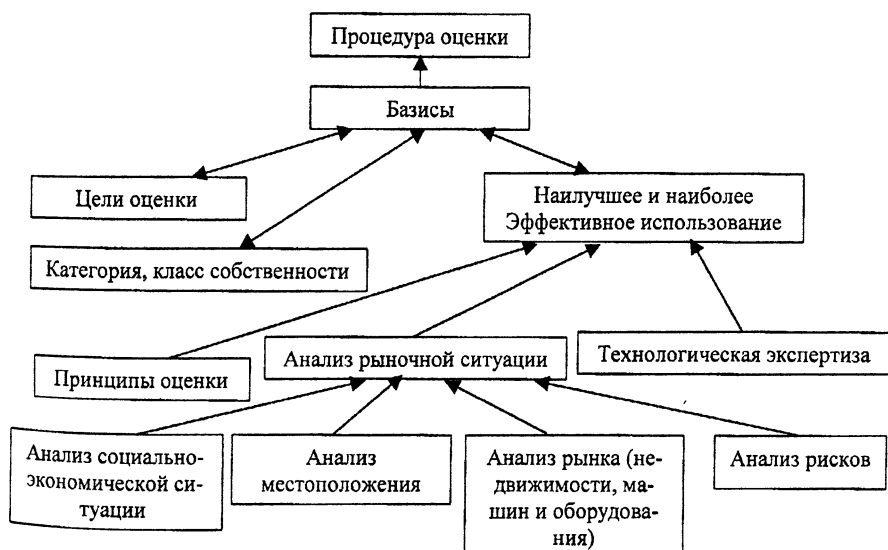 Процедура оценки
Базисы
Цели оценки
Наилучшее и наиболее
Эффективное использование
Категория, класс собственности
Принципы оценки
Анализ рыночной ситуации
Технологическая экспертиза
Анализ социально-
экономической си-
туации
Анализ
местоположения
Анализ рынка (не-
движимости, ма-
шин и оборудова-
ния)
Анализ рисков